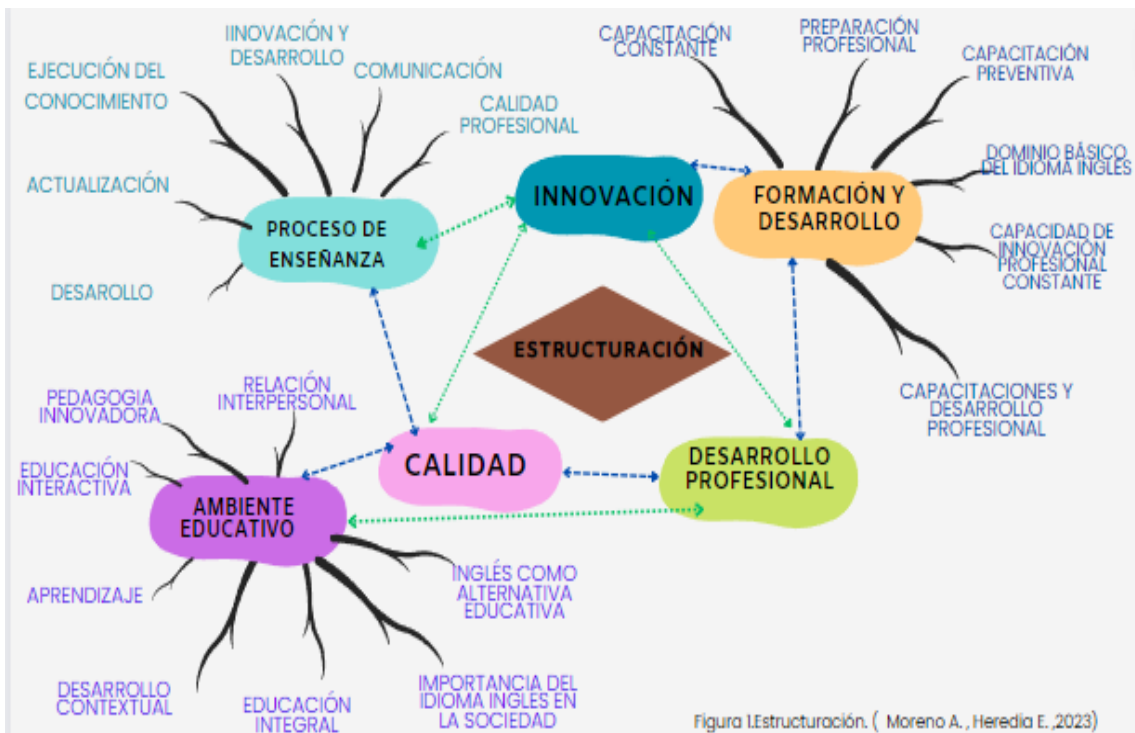 IINOVACIÓN Y
DESARROLLO
EJECUCIÓN DEL
CONOCIMIENTO
COMUNICACIÓN
CALIDAD
PROFESIONAL
ACTUALIZACIÓN
DESAROLLO
PROCESO DE
ENSEÑANZA
INNOVACIÓN
CAPACITACIÓN
CONSTANTE
PREPARACIÓN
PROFESIONAL
CAPACITACIÓN
PREVENTIVA
DOMINIO BÁSICO
DEL IDIOMA INGLES
FORMACIÓN Y
DESARROLLO
CAPACIDAD DE
INNOVACIÓN
PROFESIONAL
CONSTANTE
CAPACITACIONES Y
DESARROLLO
PROFESIONAL
ESTRUCTURACIÓN
CALIDAD
DESARROLLO
PROFESIONAL
RELACIÓN
INTERPERSONAL
PEDAGOGIA
INNOVADORA
EDUCACIÓN
INTERACTIVA
AMBIENTE
EDUCATIVO
APRENDIZAJE
DESARROLLO
CONTEXTUAL
EDUCACIÓN
INTEGRAL
IMPORTANCIA DEL
IDIOMA INGLES EN
LA SOCIEDAD
INGLÉS COMO
ALTERNATIVA
EDUCATIVA
Figura 1.Estructuración. ( Moreno A. , Heredia E. ,2023)